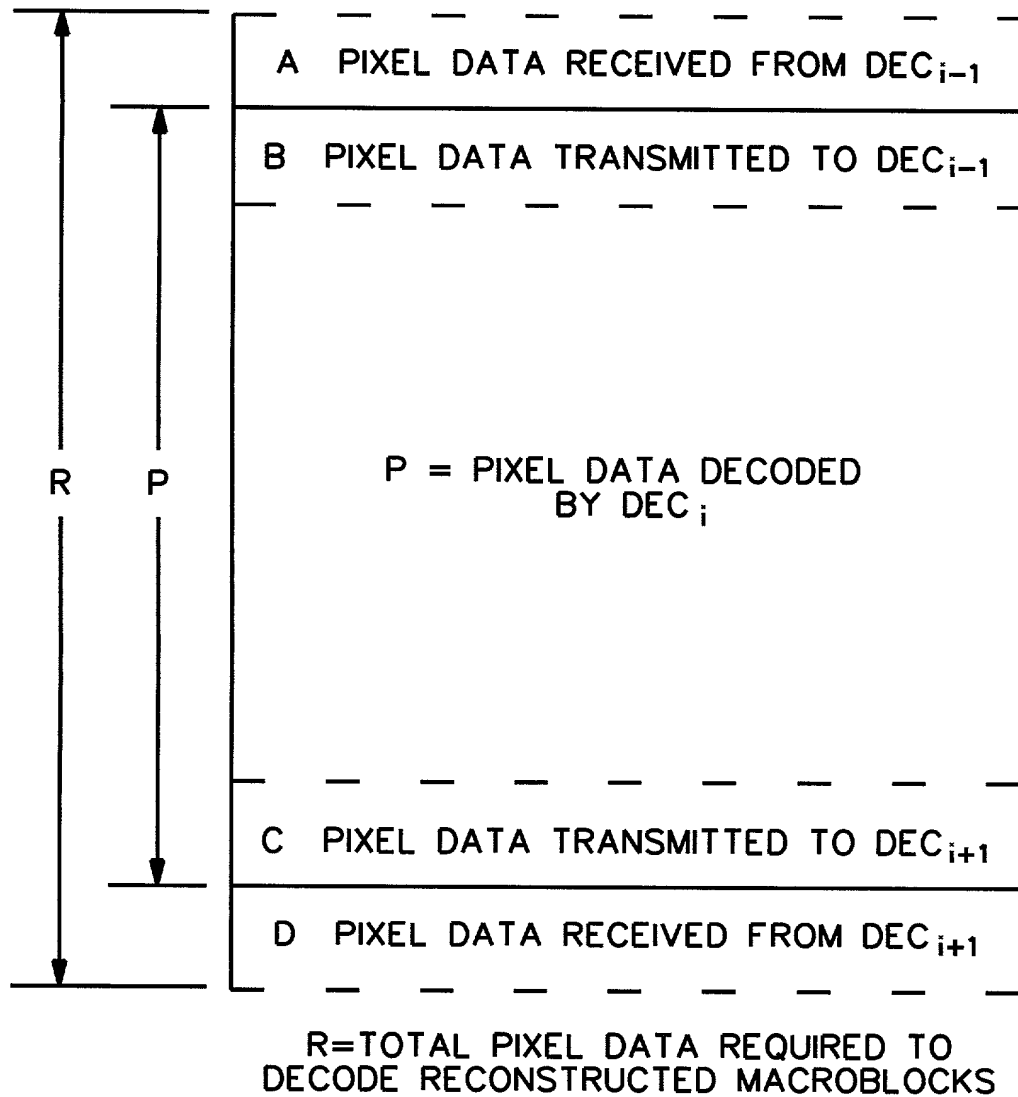 A PIXEL DATA RECEIVED FROM DECi−1
B PIXEL DATA TRANSMITTED TO DECi−1
R
P
P = PIXEL DATA DECODED
BY DEC i
C PIXEL DATA TRANSMITTED TO DECi+1
D PIXEL DATA RECEIVED FROM DEC i+1
R=TOTAL PIXEL DATA REQUIRED TO
DECODE RECONSTRUCTED MACROBLOCKS